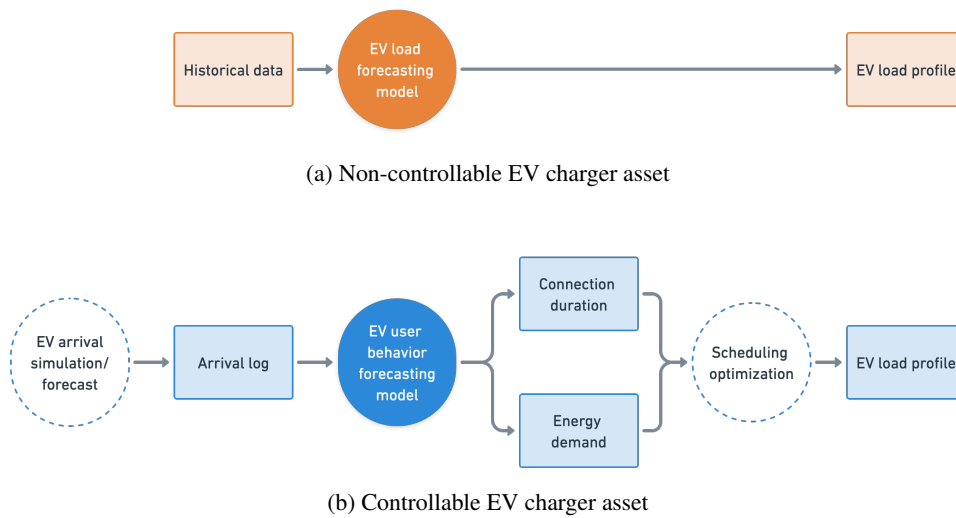 Historical data
EV load
forecasting
model
EV load profile
(a) Non-controllable EV charger asset
EV arrival
simulation/
forecast
Arrival log
EV user
behavior
forecasting
model
Connection
duration
Energy
demand
Scheduling
optimization
EV load profile
(b) Controllable EV charger asset